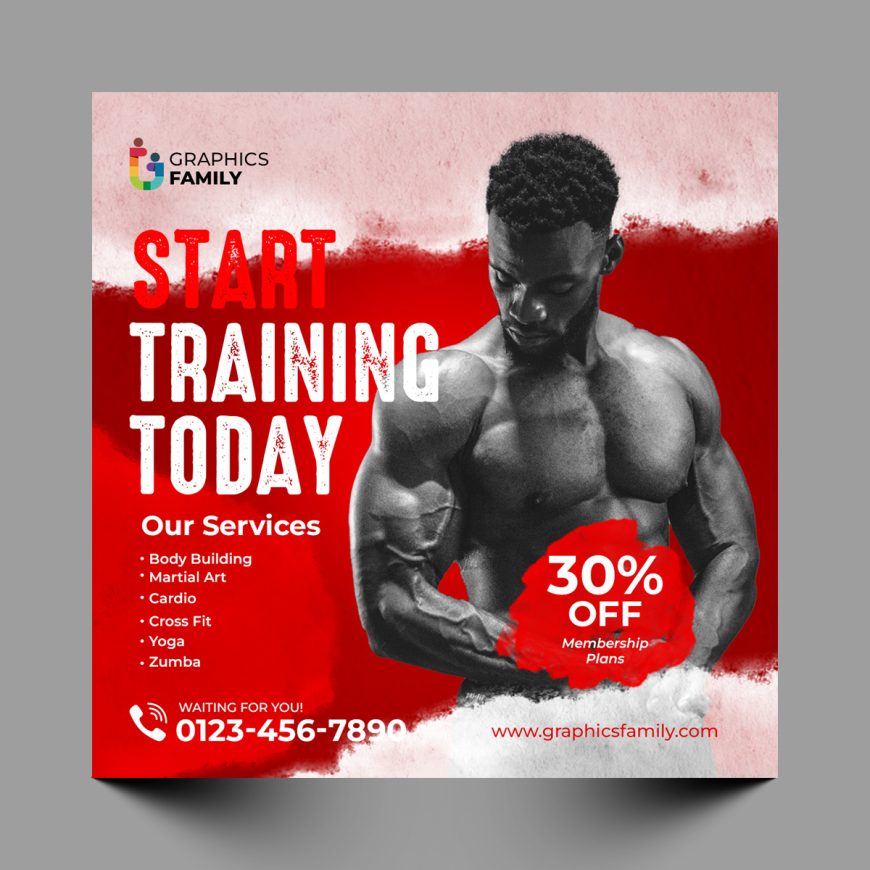 GRAPHICS
FAMILY
START
TRAINING
TODAY
Our Services
• Body Building
• Martial Art
• Cardio
• Cross Fit
• Yoga
• Zumba
30%
OFF
Membership
Plans
WAITING FOR YOU!
0123-456-7890
www.graphicsfamily.com